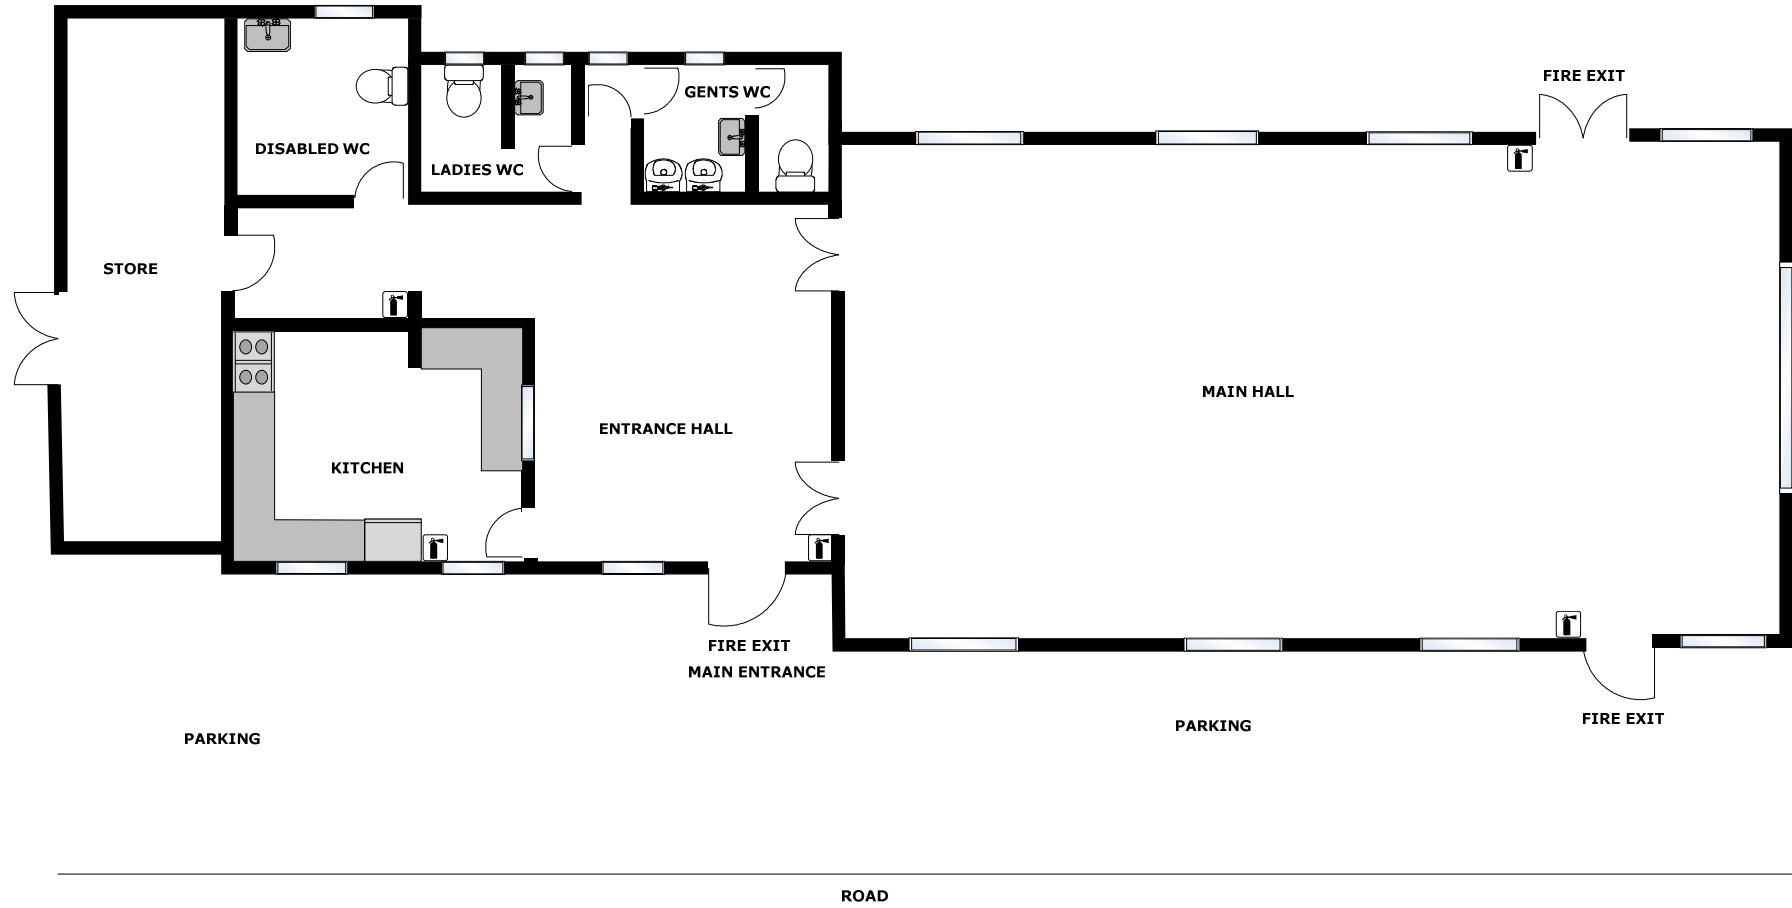 FIRE EXIT
GENTS WC
DISABLED WC
LADIES WC
STORE
MAIN HALL
ENTRANCE HALL
KITCHEN
FIRE EXIT
MAIN ENTRANCE
FIRE EXIT
PARKING
PARKING
ROAD